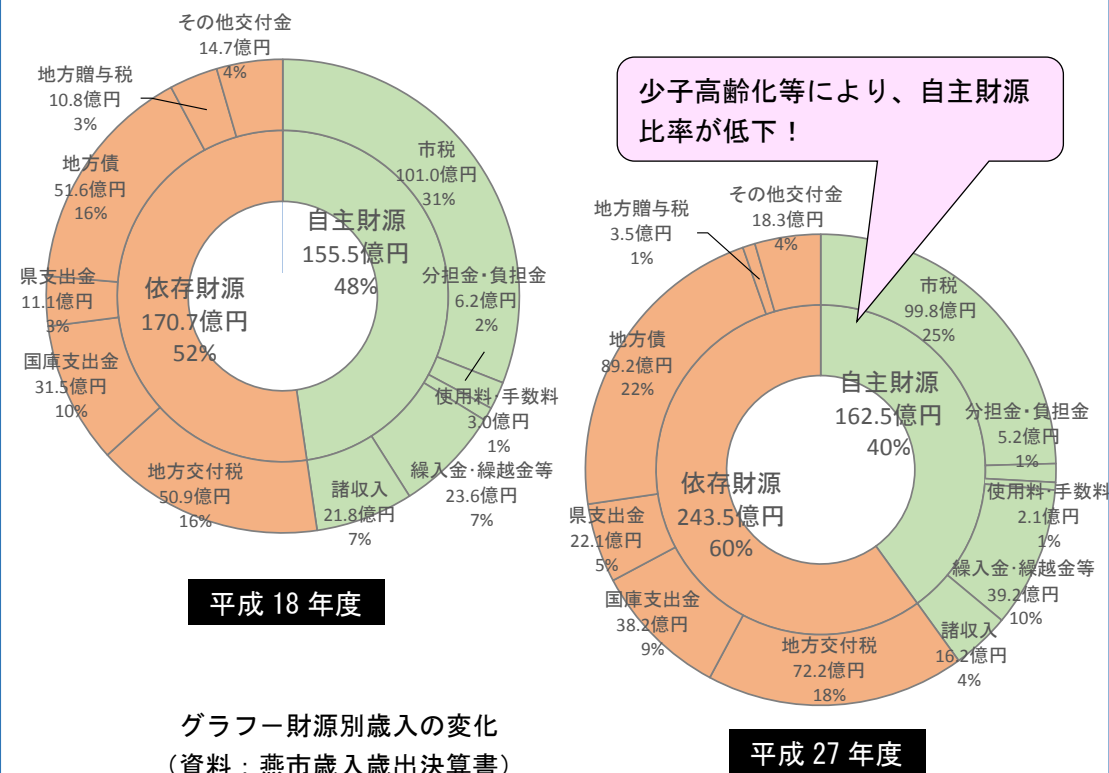 その他交付金
14.7億円
4%
地方贈与税
10.8億円
3%
地方債
51.6億円
16%
県支出金
11.1億円
3%
国庫支出金
31.5億円
10%
地方交付税
50.9億円
16%
依存財源
170.7億円
52%
自主財源
155.5億円
48%
市税
101.0億円
31%
分担金・負担金
6.2億円
2%
使用料・手数料
3.0億円
1%
繰入金・繰越金等
23.6億円
7%
諸収入
21.8億円
7%
平成 18 年度
少子高齢化等により、自主財源
比率が低下!
その他交付金
18.3億円
4%
地方贈与税
3.5億円
1%
地方債
89.2億円
22%
県支出金
22.1億円
5%
国庫支出金
38.2億円
9%
地方交付税
72.2億円
18%
依存財源
243.5億円
60%
自主財源
162.5億円
40%
市税
99.8億円
25%
分担金・負担金
5.2億円
1%
使用料・手数料
2.1億円
1%
繰入金・繰越金等
39.2億円
10%
諸収入
16.2億円
4%
平成 27 年度
グラフー財源別歳入の変化
(資料:燕市歳入歳出決算書)